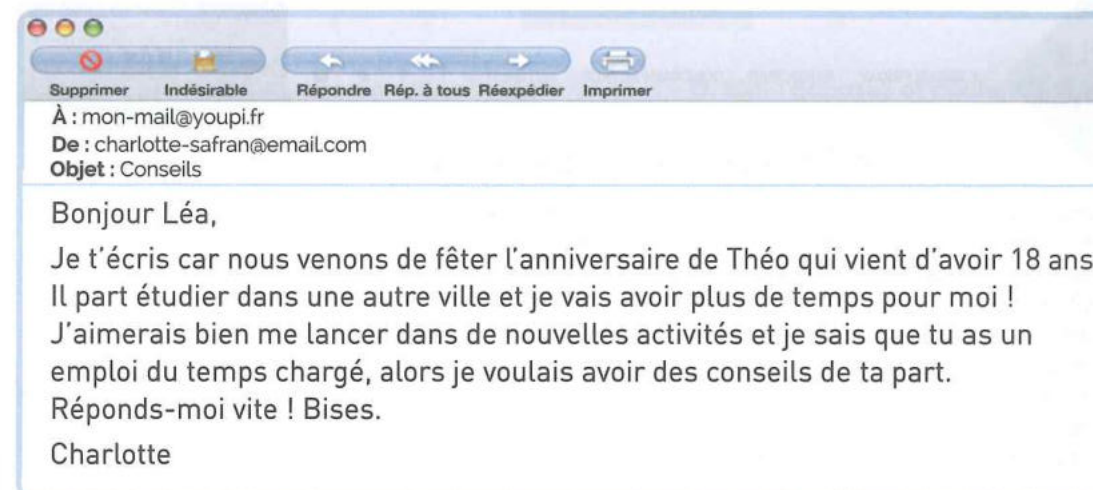 Supprimer Indésirable Répondre Rép. à tous Réexpédier Imprimer
À : mon-mail@youpi.fr
De : charlotte-safran@email.com
Objet : Conseils
Bonjour Léa,
Je t'écris car nous venons de fêter l'anniversaire de Théo qui vient d'avoir 18 ans
Il part étudier dans une autre ville et je vais avoir plus de temps pour moi !
J'aimerais bien me lancer dans de nouvelles activités et je sais que tu as un
emploi du temps chargé, alors je voulais avoir des conseils de ta part.
Réponds-moi vite ! Bises.
Charlotte